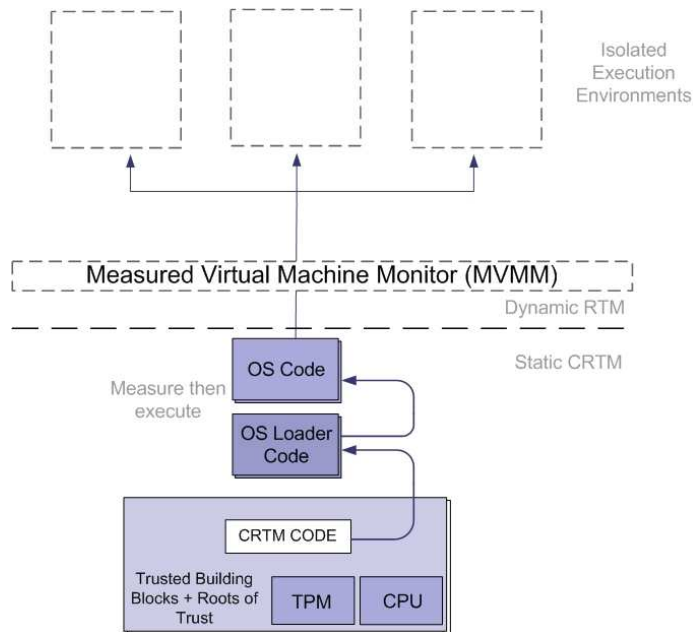 Isolated
Execution
Environments
Measured Virtual Machine Monitor (MVMM)
Dynamic RTM
Static CRTM
OS Code
Measure then
execute
OS Loader
Code
CRTM CODE
Trusted Building
Blocks + Roots of
Trust
TPM
CPU